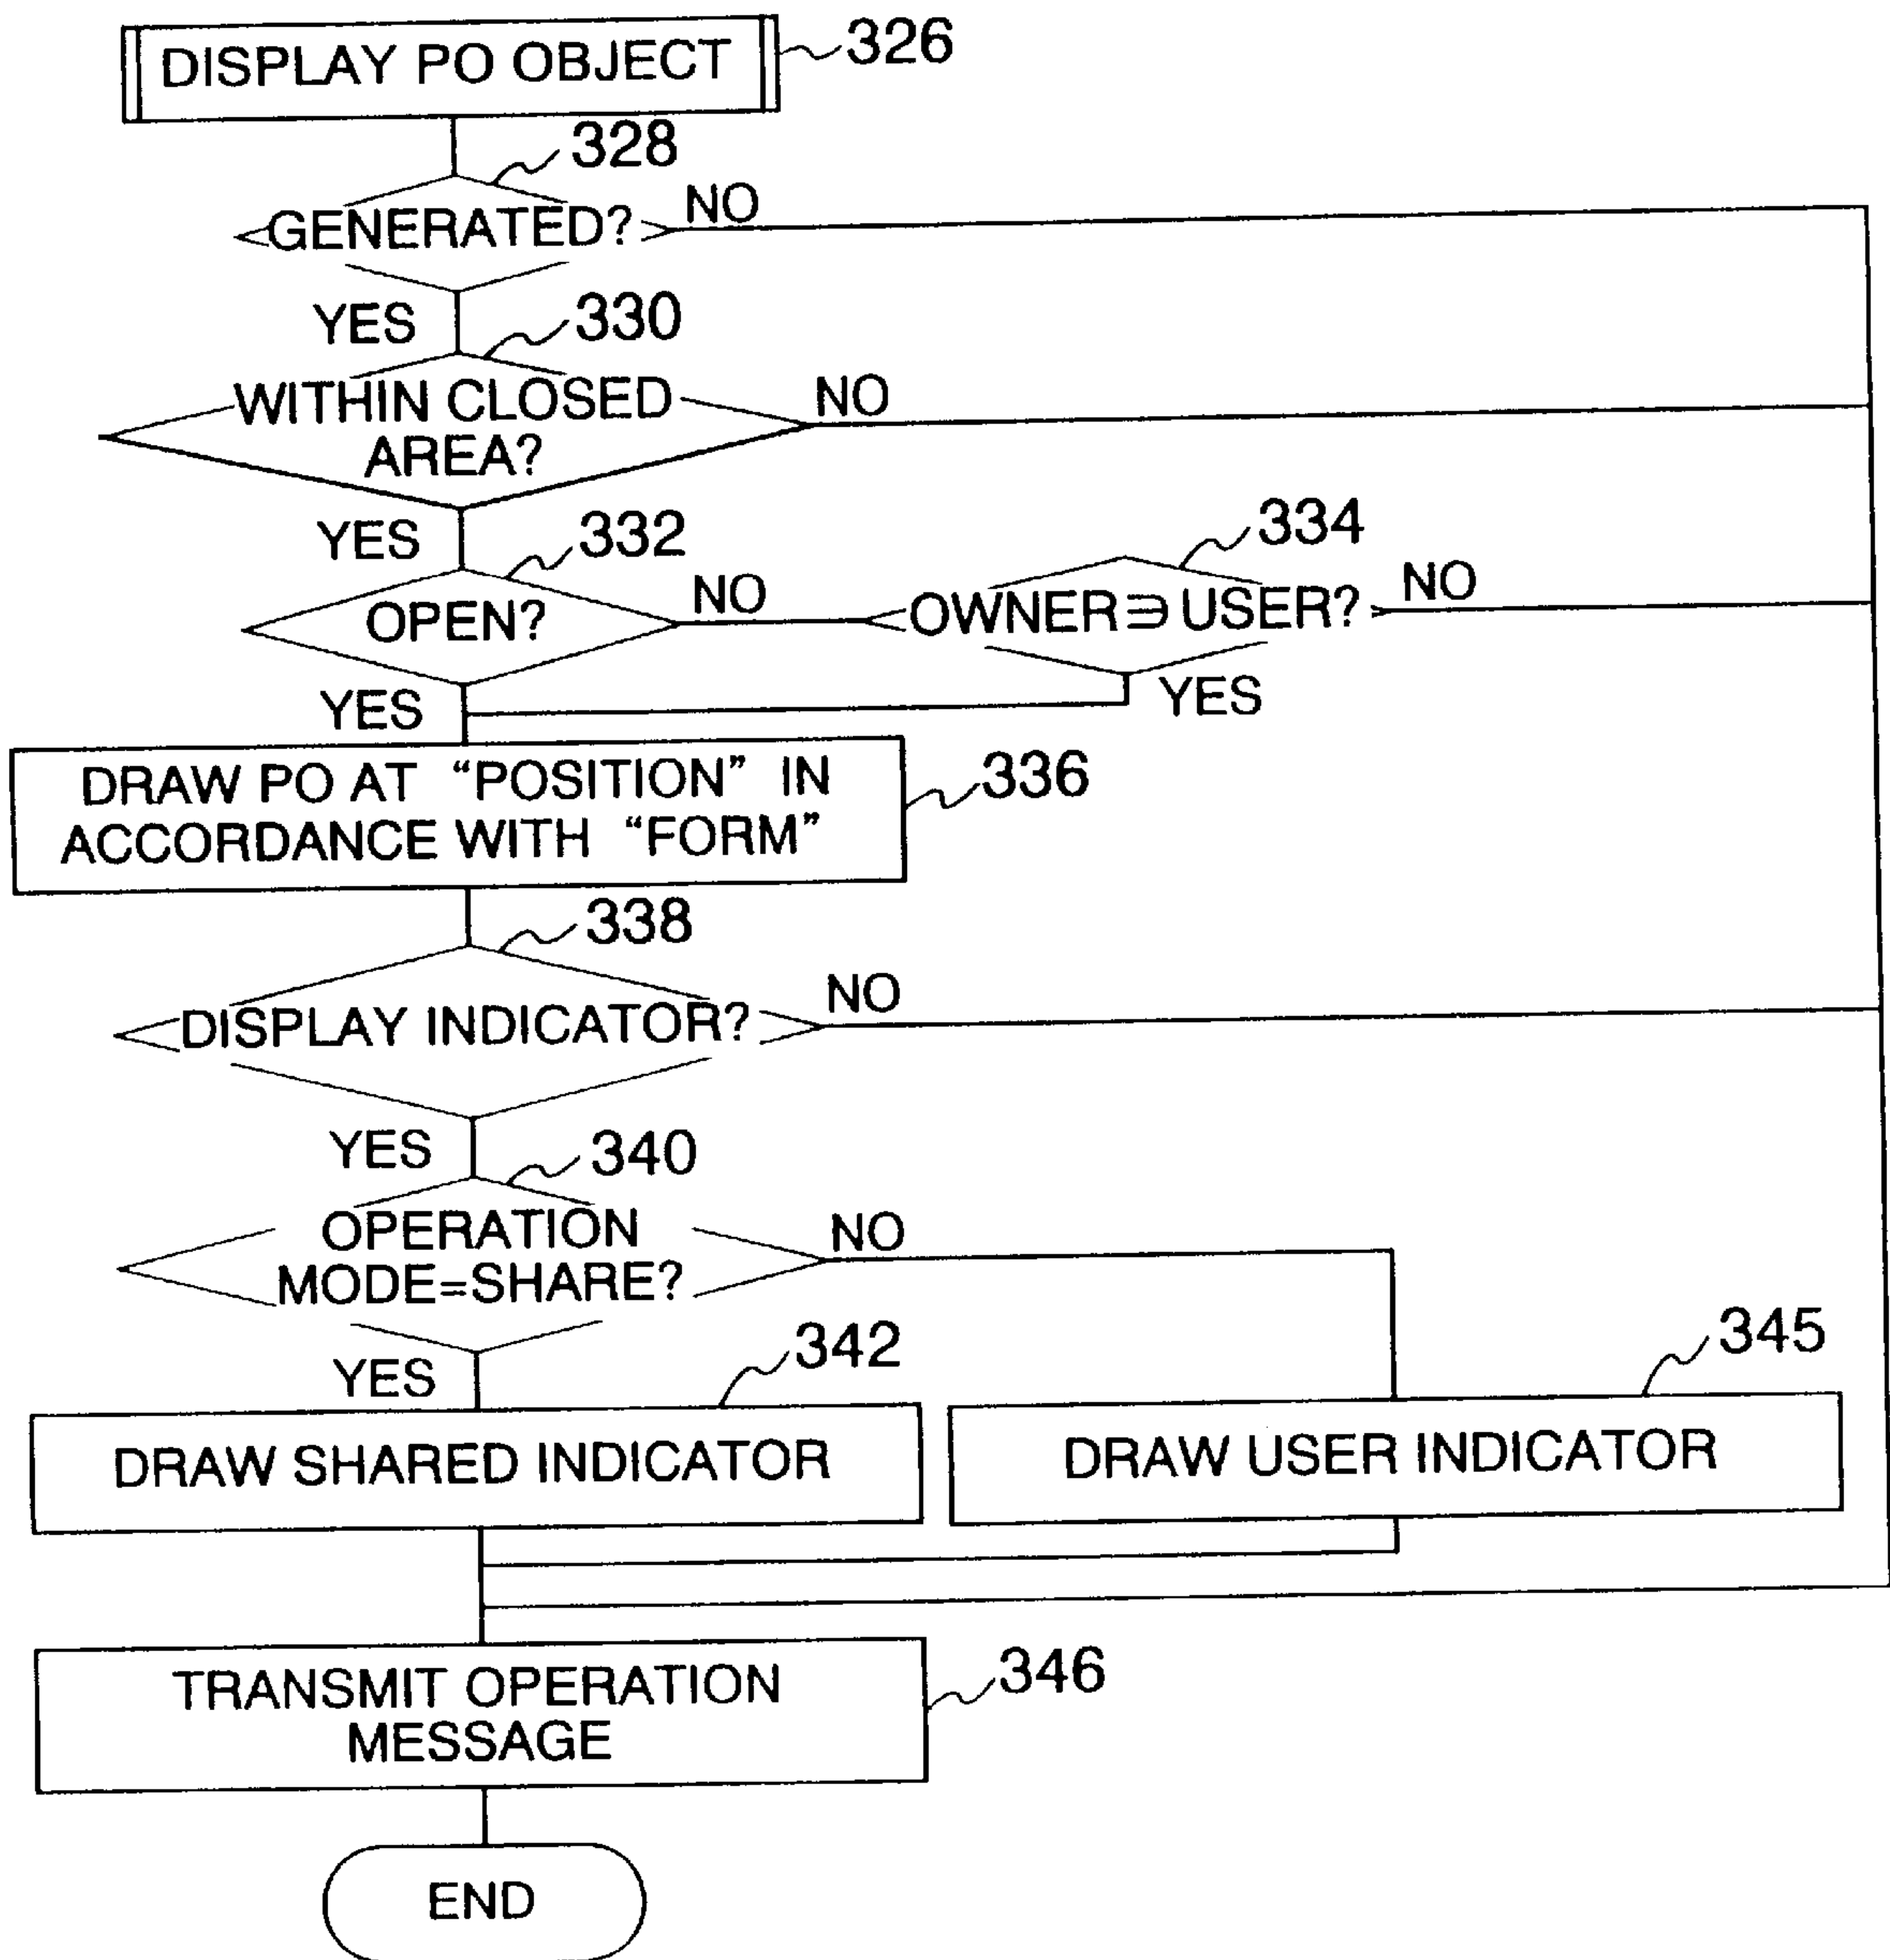 DISPLAY PO OBJECT
326
328
GENERATED?
NO
YES
330
WITHIN CLOSED
AREA?
NO
YES
332
OPEN?
NO
334
OWNER∋USER?
NO
YES
YES
DRAW PO AT "POSITION" IN
ACCORDANCE WITH "FORM"
336
338
DISPLAY INDICATOR?
NO
YES
340
OPERATION
MODE=SHARE?
NO
YES
342
DRAW SHARED INDICATOR
345
DRAW USER INDICATOR
TRANSMIT OPERATION
MESSAGE
346
END